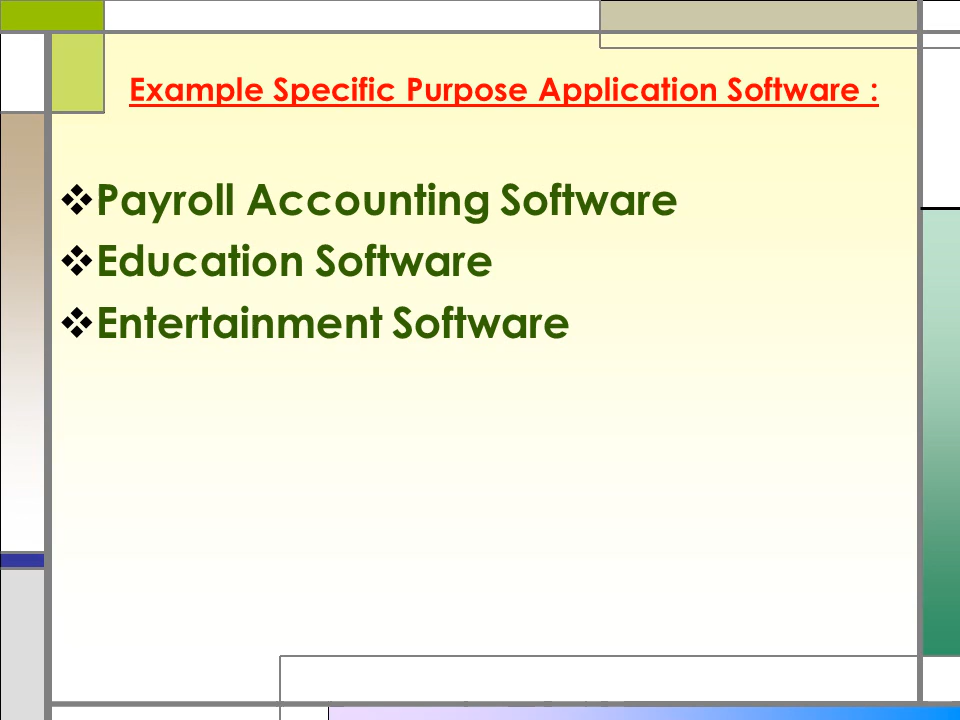 Example Specific Purpose Application Software :
Payroll Accounting Software
Education Software
Entertainment Software